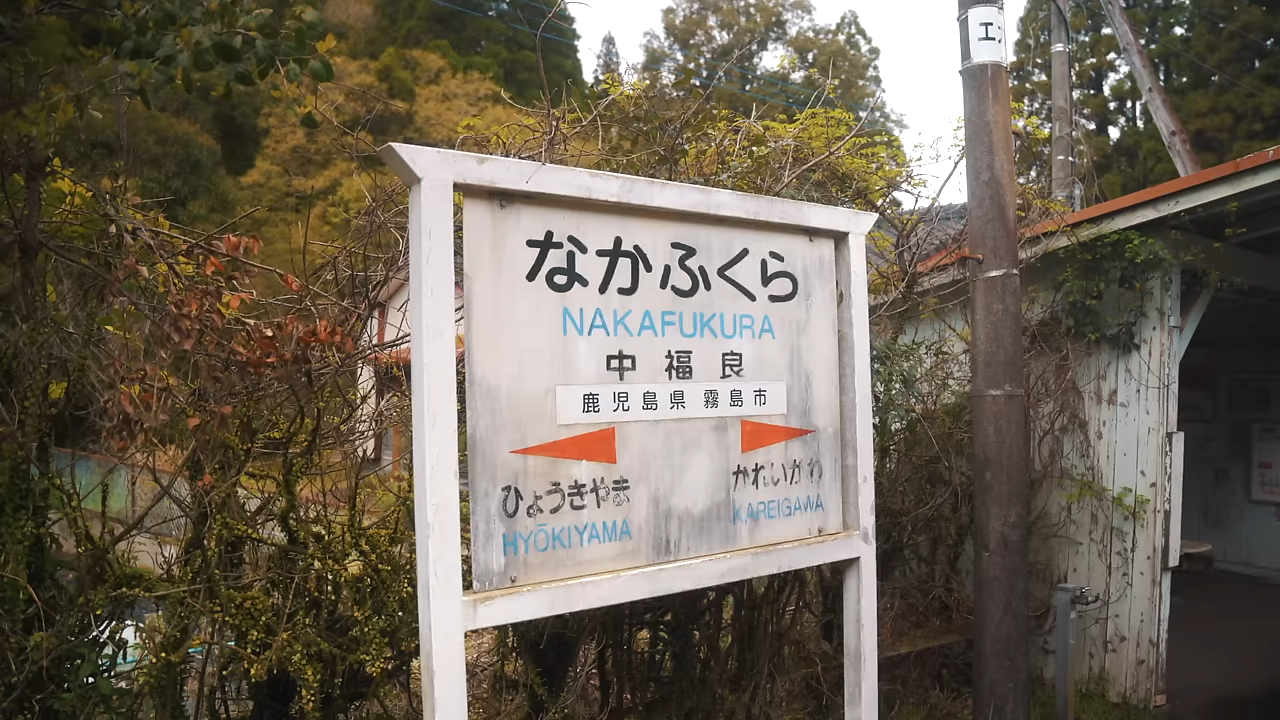 エ
なかふくら
NAKAFUKURA
中福良
鹿児島県霧島市
ひょうきやま
HYŌKIYAMA
かれいがわ
KAREIGAWA